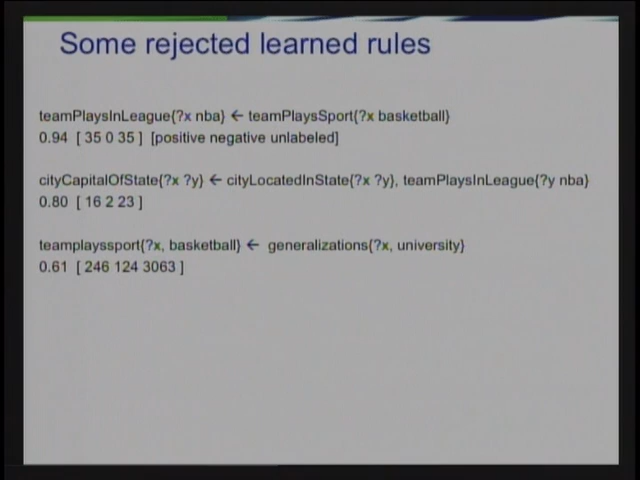 Some rejected learned rules
teamPlaysInLeague{?x nba} ← teamPlaysSport{?x basketball}
0.94 [ 35 0 35 ] [positive negative unlabeled]
cityCapitalOfState{?x ?y} ← cityLocatedInState{?x ?y}, teamPlaysInLeague{?y nba}
0.80 [ 16 2 23 ]
teamplayssport{?x, basketball} ← generalizations{?x, university}
0.61 [ 246 124 3063 ]